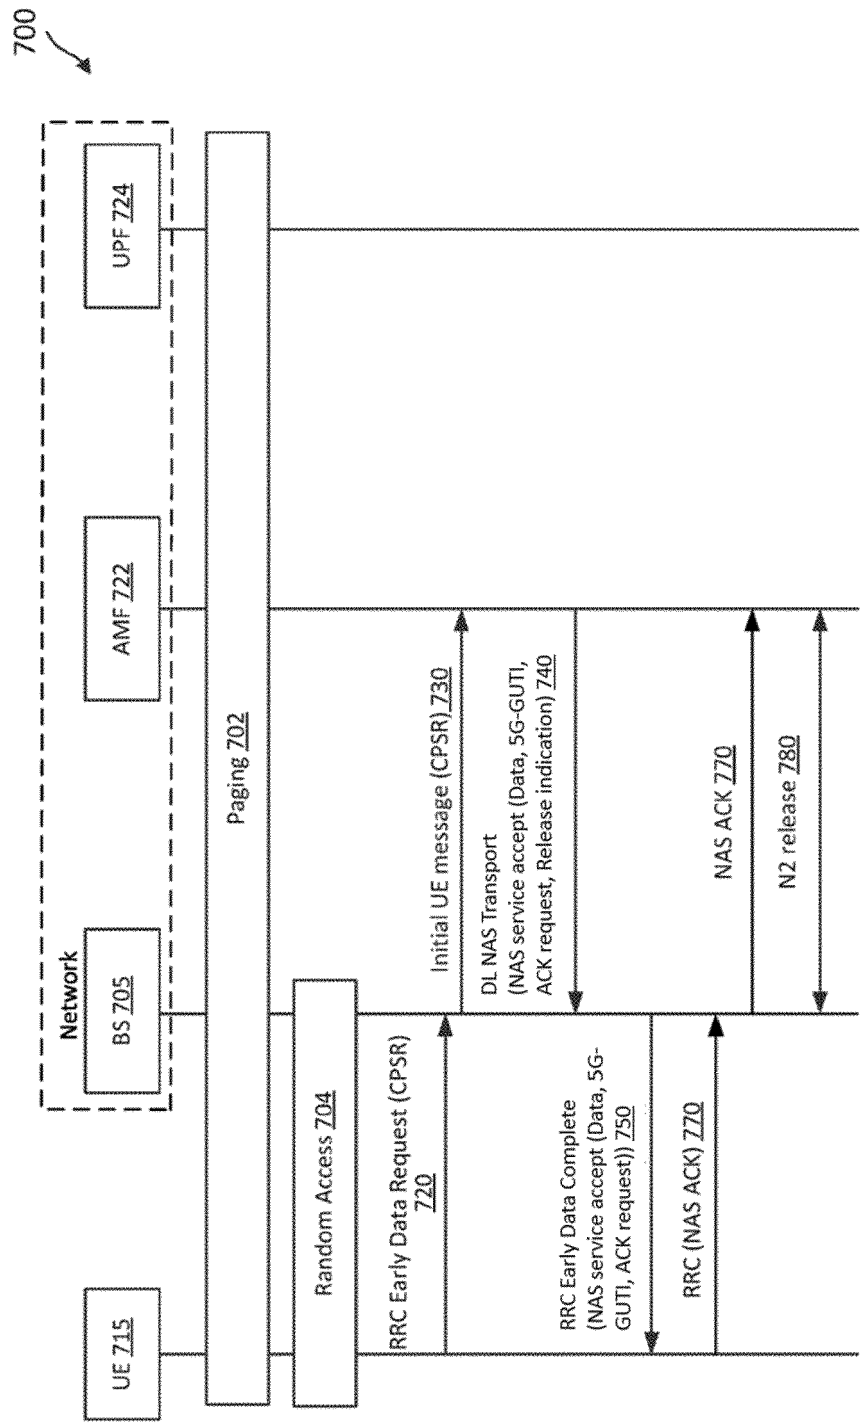 700
Network
UE 715
BS 705
AMF 722
UPF 724
Paging 702
Random Access 704
RRC Early Data Request (CPSR)
720
Initial UE message (CPSR) 730
DL NAS Transport
(NAS service accept (Data, 5G-GUTI,
ACK request, Release indication) 740
RRC Early Data Complete
(NAS service accept (Data, 5G-
GUTI, ACK request)) 750
RRC (NAS ACK) 770
NAS ACK 770
N2 release 780